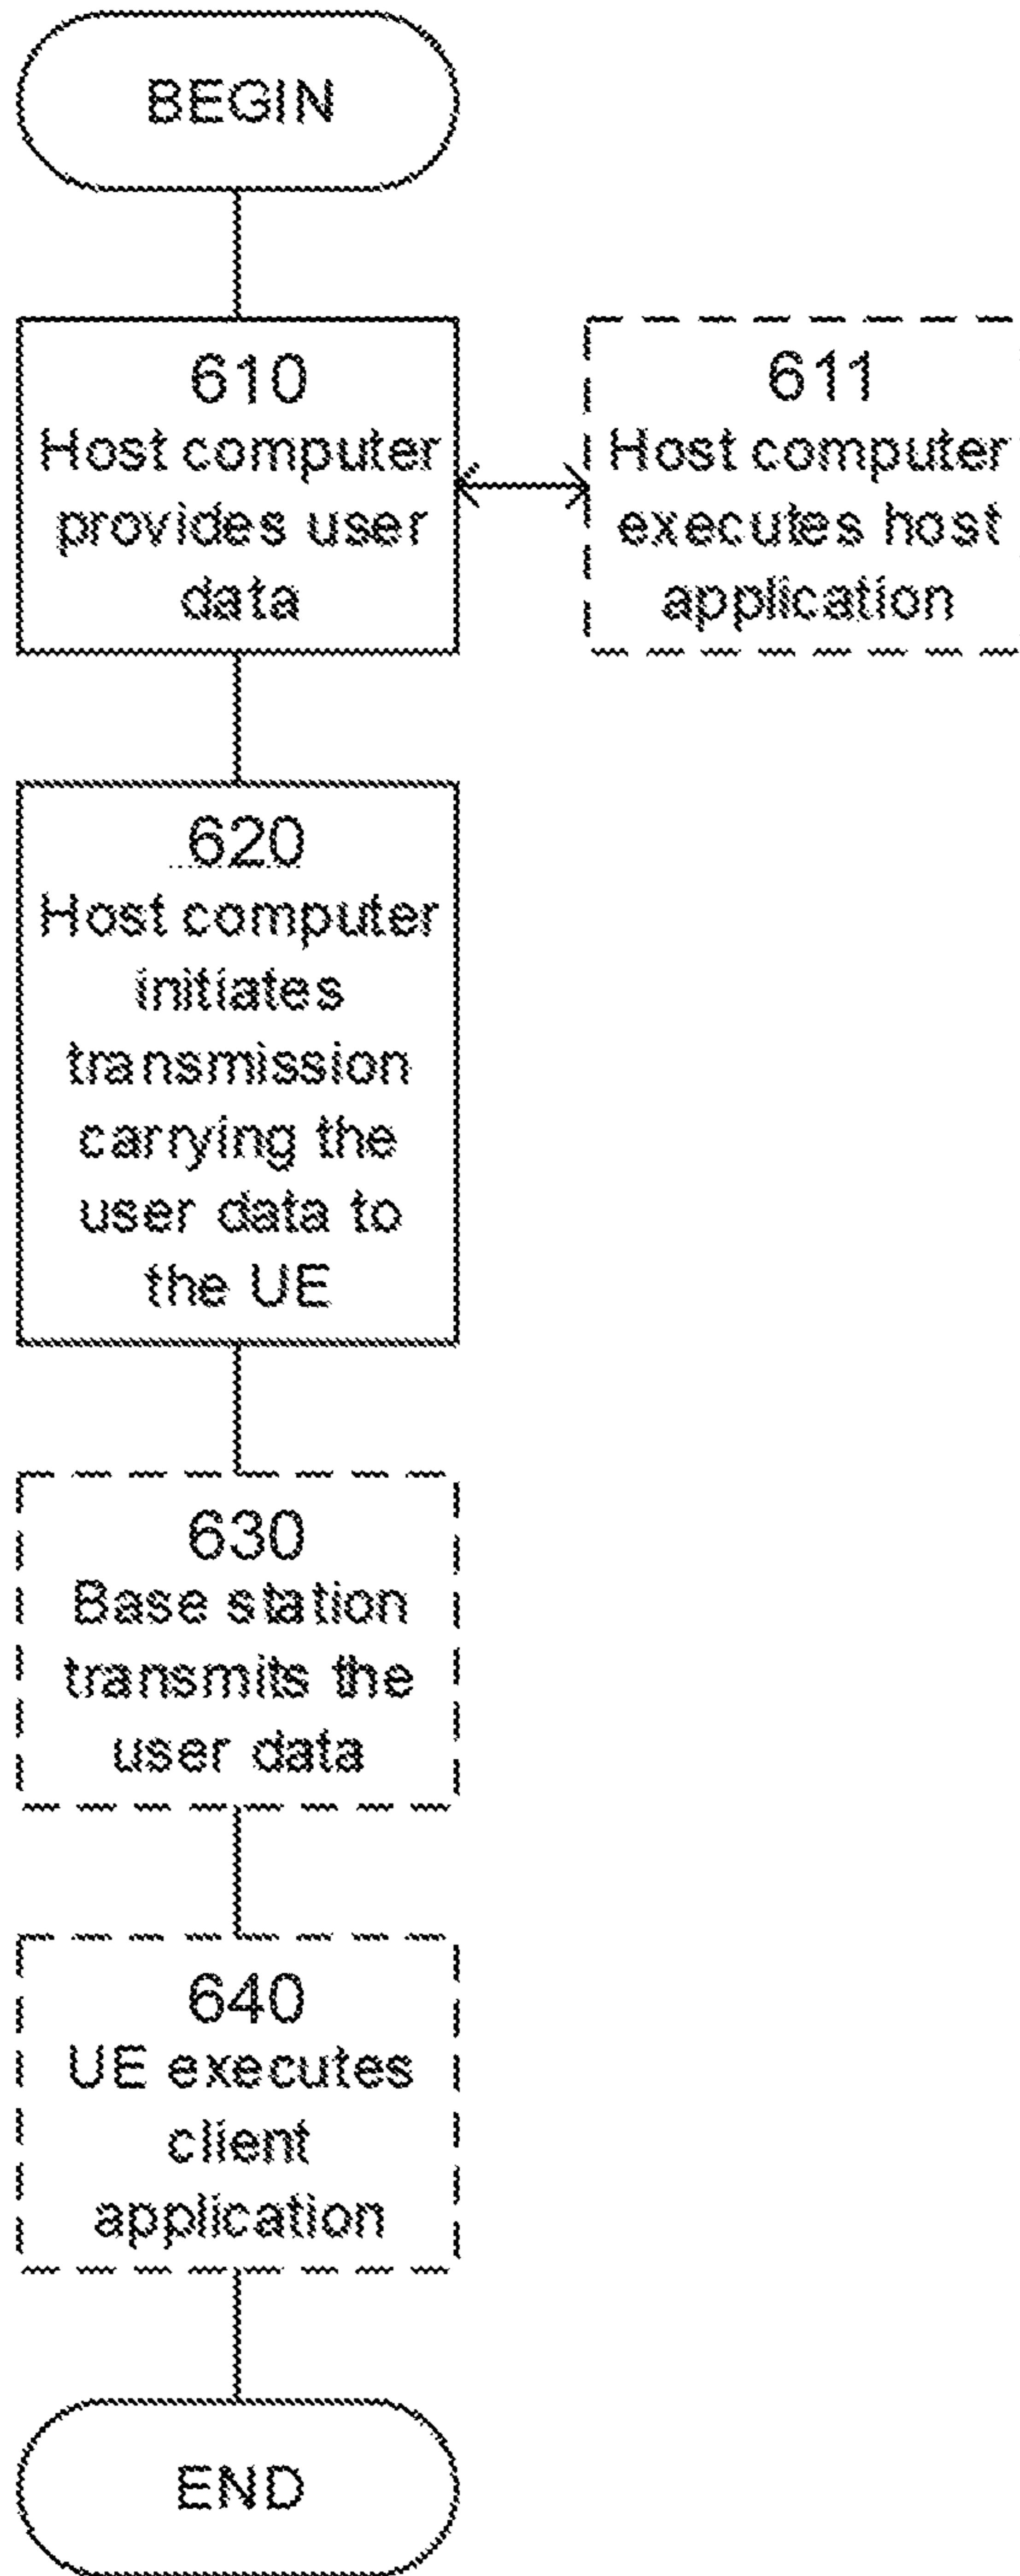 BEGIN
610
Host computer
provides user
data
611
Host computer
executes host
application
620
Host computer
initiates
transmission
carrying the
user data to
the UE
630
Base station
transmits the
user data
640
UE executes
client
application
END